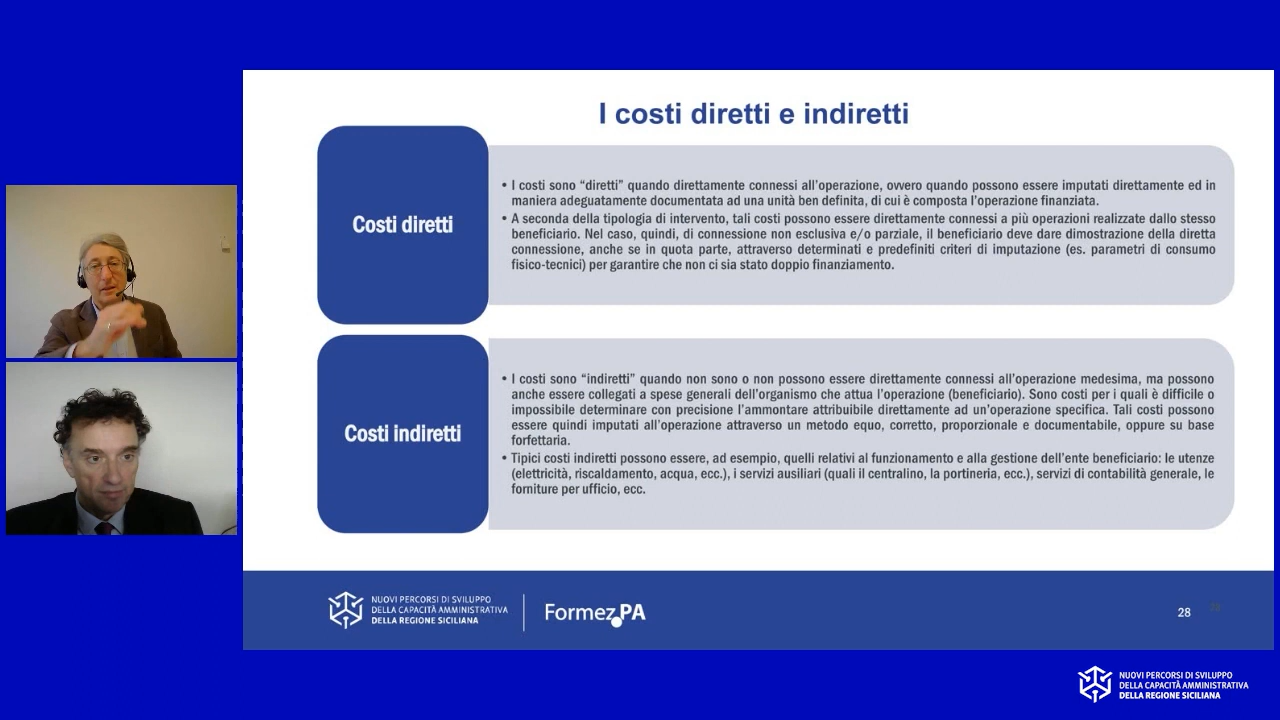 I costi diretti e indiretti
Costi diretti
• I costi sono “diretti” quando direttamente connessi all’operazione, ovvero quando possono essere imputati direttamente ed in
maniera adeguatamente documentata ad una unità ben definita, di cui è composta l’operazione finanziata.
• A seconda della tipologia di intervento, tali costi possono essere direttamente connessi a più operazioni realizzate dallo stesso
beneficiario. Nel caso, quindi, di connessione non esclusiva e/o parziale, il beneficiario deve dare dimostrazione della diretta
connessione, anche se in quota parte, attraverso determinati e predefiniti criteri di imputazione (es. parametri di consumo
fisico-tecnici) per garantire che non ci sia stato doppio finanziamento.
Costi indiretti
• I costi sono “indiretti” quando non sono o non possono essere direttamente connessi all’operazione medesima, ma possono
anche essere collegati a spese generali dell’organismo che attua l’operazione (beneficiario). Sono costi per i quali è difficile o
impossibile determinare con precisione l’ammontare attribuibile direttamente ad un’operazione specifica. Tali costi possono
essere quindi imputati all’operazione attraverso un metodo equo, corretto, proporzionale e documentabile, oppure su base
forfettaria.
• Tipici costi indiretti possono essere, ad esempio, quelli relativi al funzionamento e alla gestione dell’ente beneficiario: le utenze
(elettricità, riscaldamento, acqua, ecc.), i servizi ausiliari (quali il centralino, la portineria, ecc.), servizi di contabilità generale, le
forniture per ufficio, ecc.
NUOVI PERCORSI DI SVILUPPO
DELLA CAPACITÀ AMMINISTRATIVA
DELLA REGIONE SICILIANA
Formez PA
28
NUOVI PERCORSI DI SVILUPPO
DELLA CAPACITÀ AMMINISTRATIVA
DELLA REGIONE SICILIANA